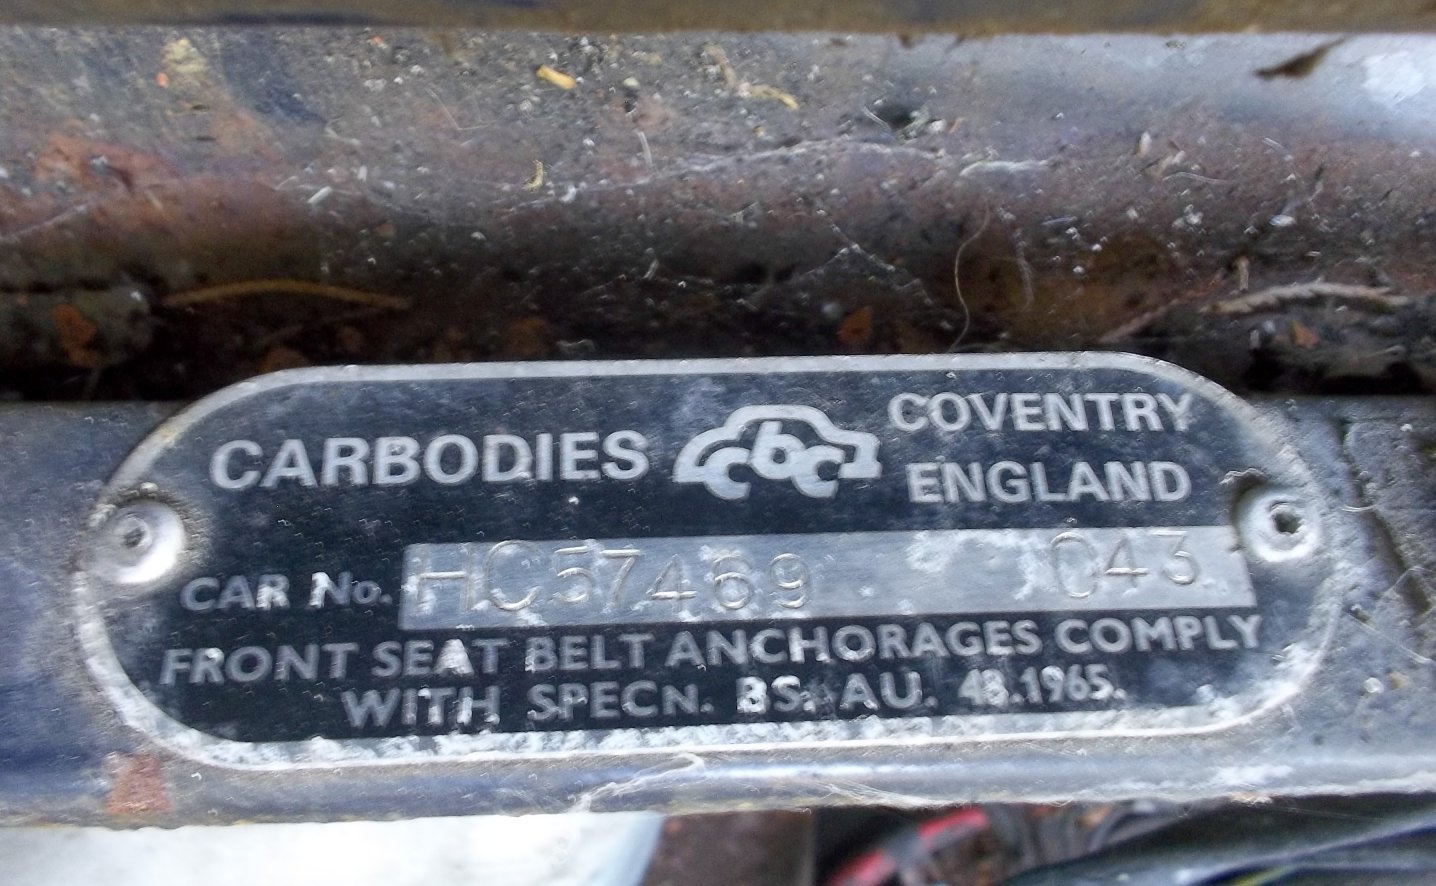 CARBODIES cbc COVENTRY
ENGLAND
CAR No. HC57469 043
FRONT SEAT BELT ANCHORAGES COMPLY
WITH SPECN. BS. AU. 48.1965.